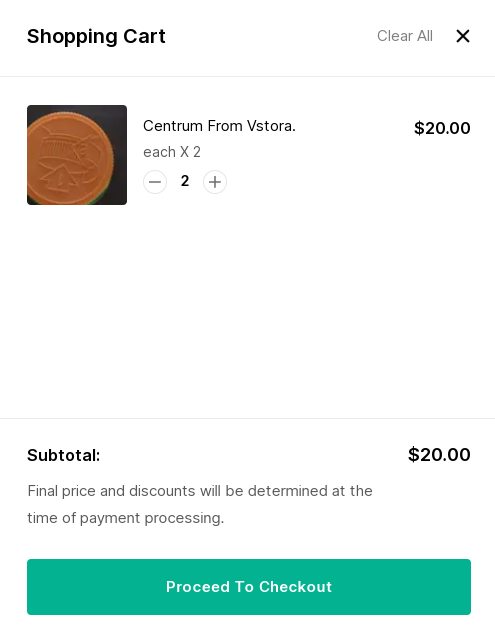 Shopping Cart
Clear All
Centrum From Vstora.
$20.00
each X 2
2
Subtotal:
$20.00
Final price and discounts will be determined at the
time of payment processing.
Proceed To Checkout